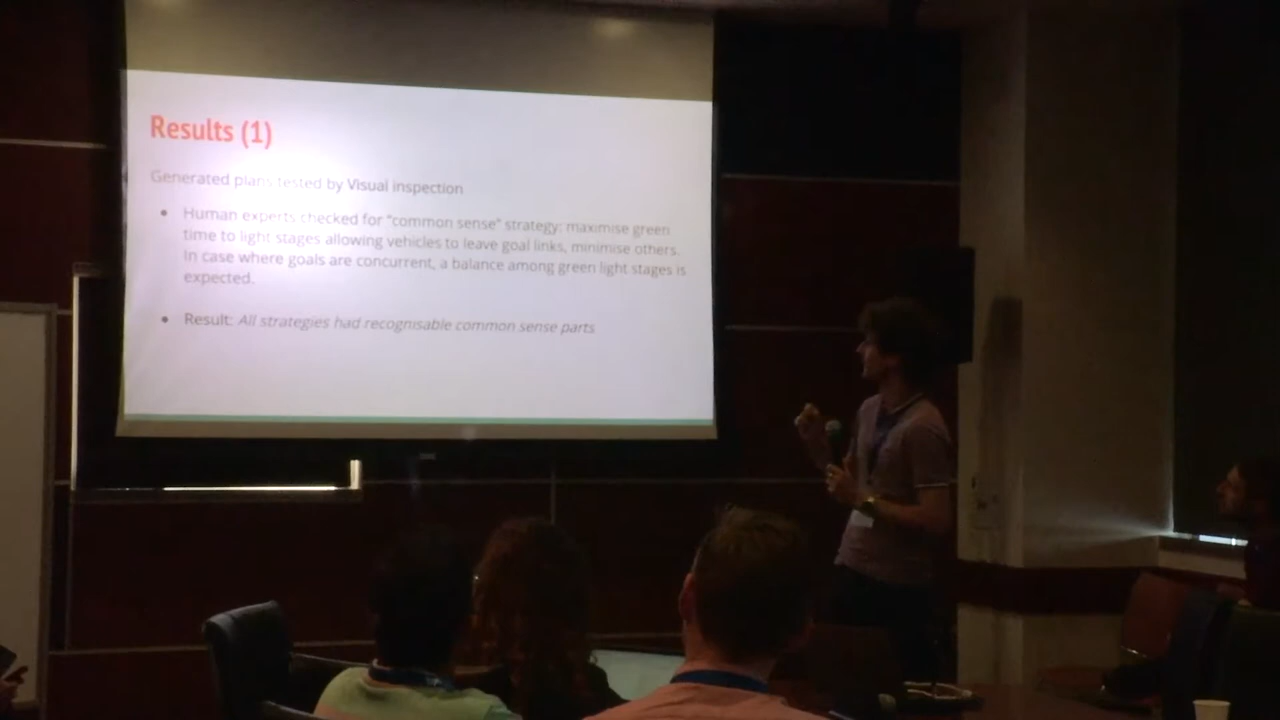 Results (1)
Generated plans tested by Visual inspection
Human experts checked for "common sense" strategy: maximise green
time to light stages allowing vehicles to leave goal links, minimise others.
In case where goals are concurrent, a balance among green light stages is
expected.
Result: All strategies had recognisable common sense parts